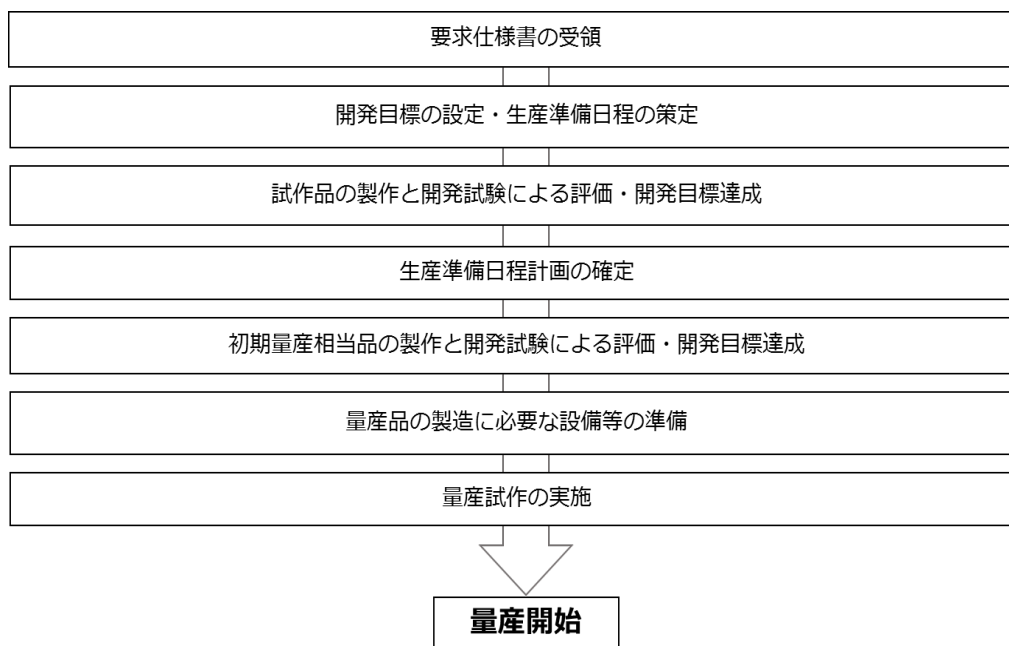 要求仕様書の受領
開発目標の設定・生産準備日程の策定
試作品の製作と開発試験による評価・開発目標達成
生産準備日程計画の確定
初期量産相当品の製作と開発試験による評価・開発目標達成
量産品の製造に必要な設備等の準備
量産試作の実施
量産開始